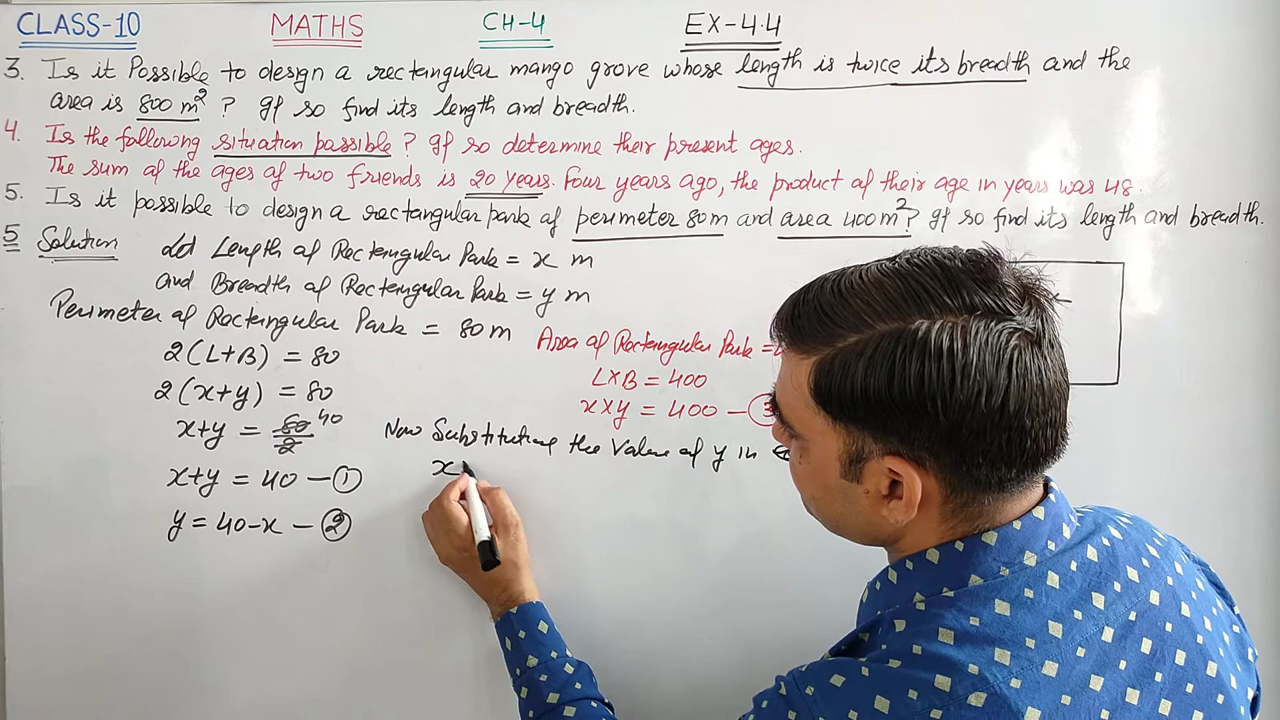 CLASS-10 MATHS CH-4 EX-4.4
3. Is it Possible to design a rectangular mango grove whose length is twice its breadth and the
area is 800 m² ? If so find its length and breadth.
4. Is the following situation possible ? If so determine their present ages.
The sum of the ages of two friends is 20 years. Four years ago, the product of their age in years was 48.
5. Is it possible to design a rectangular park of perimeter 80m and area 400m²? If so find its length and breadth.
5 Solution Let Length of Rectangular Park = x m
and Breadth of Rectangular Park = y m
Perimeter of Rectangular Park = 80 m
2(L+B) = 80
2(x+y) = 80
x+y = 80/2 40
x+y = 40 - ①
y = 40-x - ②
Area of Rectangular Park =
L×B = 400
x×y = 400 - ③
Now Substituting the Value of y in
x